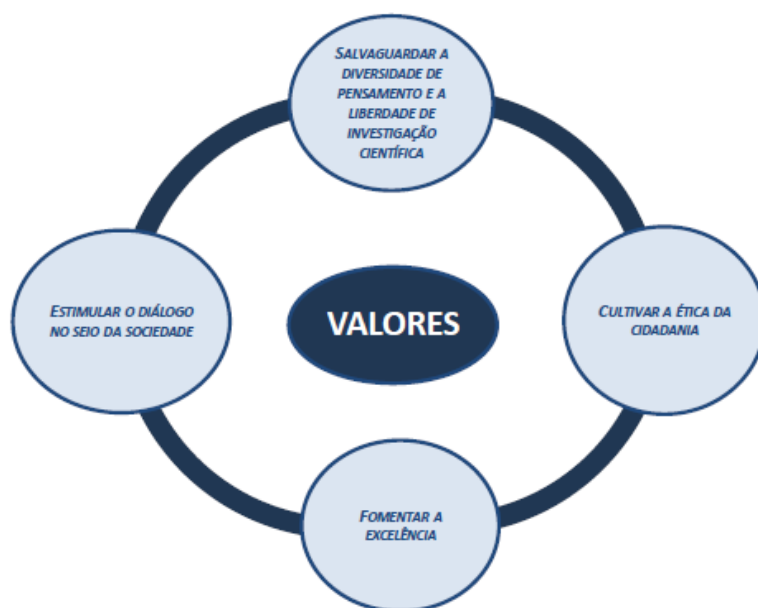 SALVAGUARDAR A
DIVERSIDADE DE
PENSAMENTO E A
LIBERDADE DE
INVESTIGAÇÃO
CIENTÍFICA
ESTIMULAR O DIÁLOGO
NO SEIO DA SOCIEDADE
VALORES
CULTIVAR A ÉTICA DA
CIDADANIA
FOMENTAR A
EXCELÊNCIA